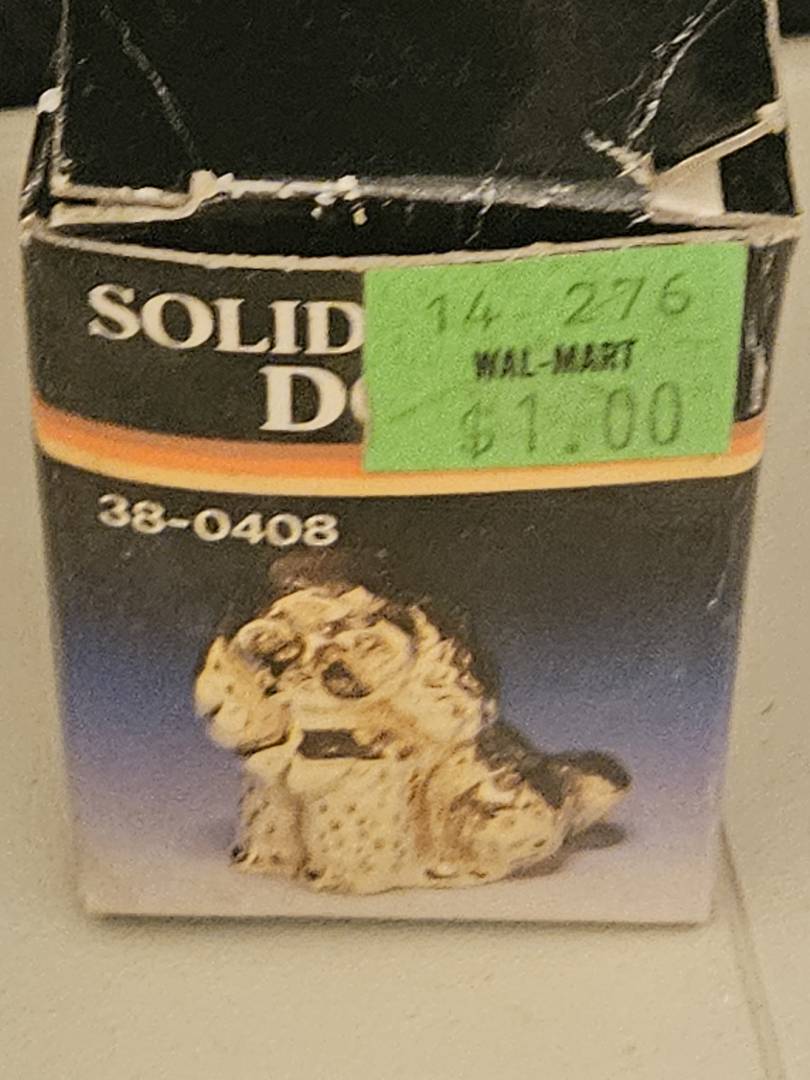 SOLID
D
14 276
WAL-MART
$1.00
38-0408